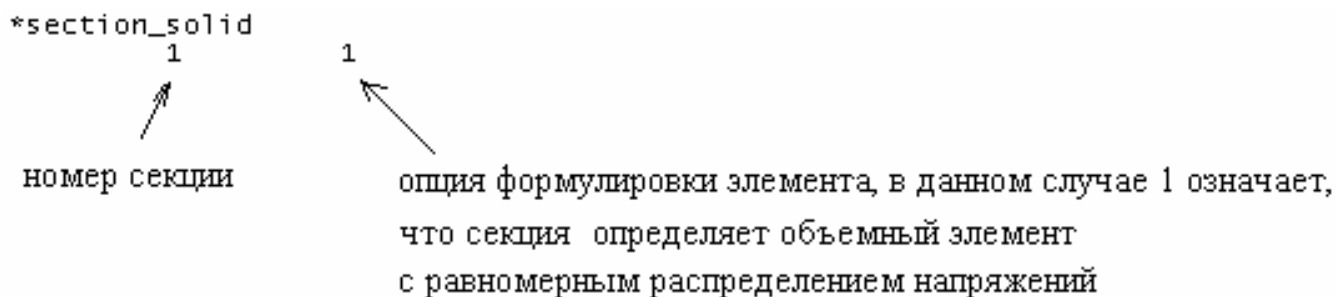 *section_solid
1 1
номер секции
опция формулировки элемента, в данном случае 1 означает,
что секция определяет объемный элемент
с равномерным распределением напряжений